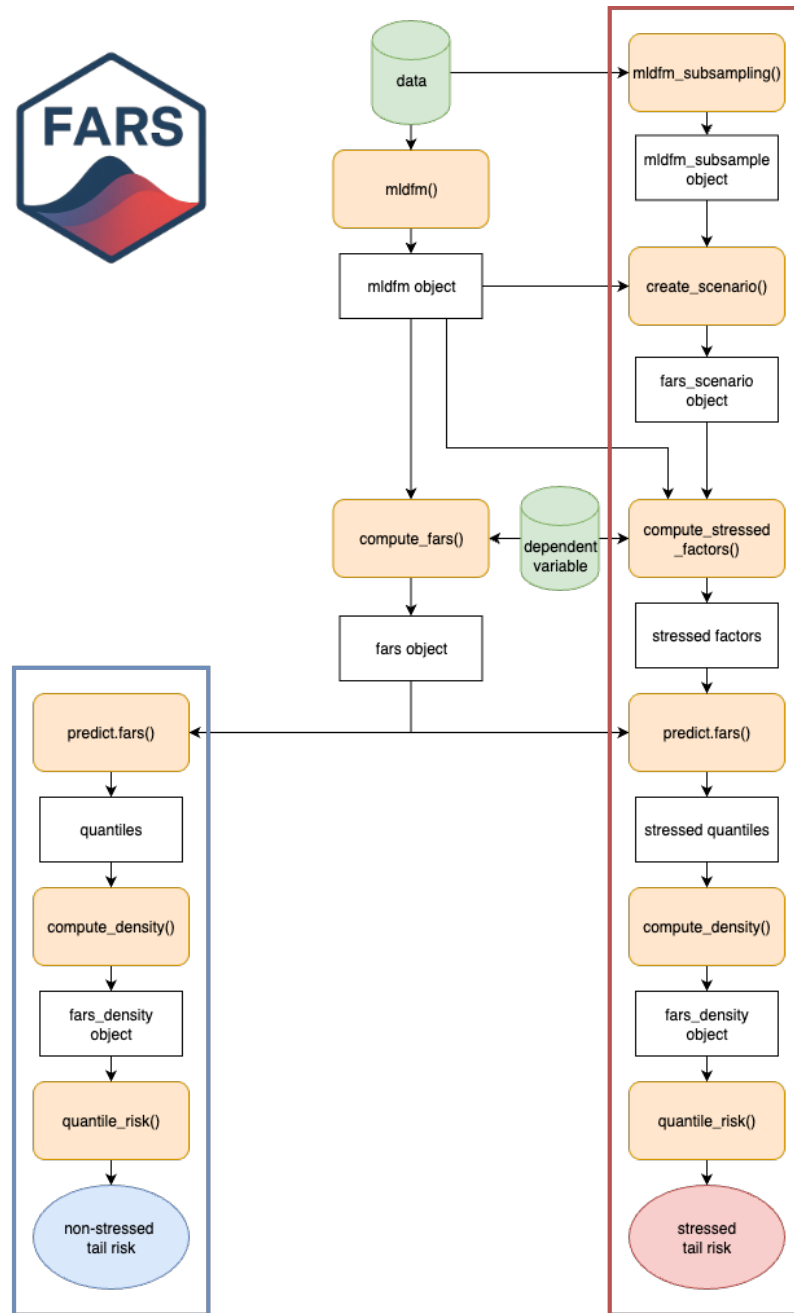 FARS
data
mldfm_subsampling()
mldfm()
mldfm_subsample
object
mldfm object
create_scenario()
fars_scenario
object
compute_fars()
dependent
variable
compute_stressed
_factors()
fars object
stressed factors
predict.fars()
predict.fars()
quantiles
stressed quantiles
compute_density()
compute_density()
fars_density
object
fars_density
object
quantile_risk()
quantile_risk()
non-stressed
tail risk
stressed
tail risk